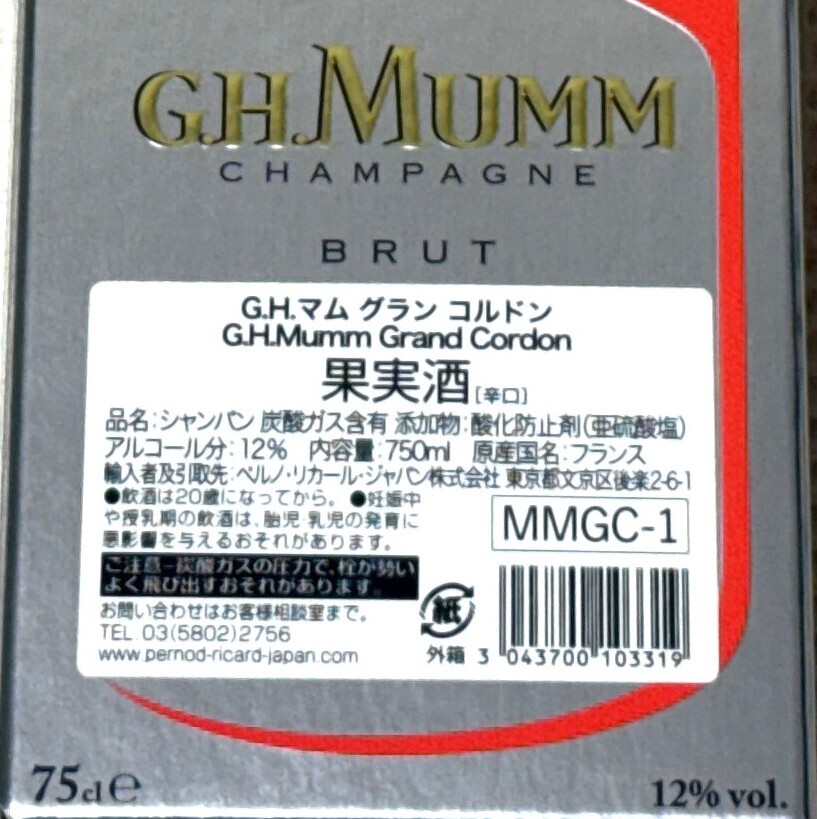 G.H.MUMM
CHAMPAGNE
BRUT
G.H.マム グラン コルドン
G.H.Mumm Grand Cordon
果実酒[辛口]
品名:シャンパン 炭酸ガス含有 添加物:酸化防止剤(亜硫酸塩)
アルコール分:12% 内容量:750ml 原産国名:フランス
輸入者及引取先:ペルノ・リカール・ジャパン株式会社 東京都文京区後楽2-6-1
●飲酒は20歳になってから。 ●妊娠中
や授乳期の飲酒は、胎児・乳児の発育に
悪影響を与えるおそれがあります。
MMGC-1
ご注意-炭酸ガスの圧力で、栓が勢い
よく飛び出すおそれがあります。
お問い合わせはお客様相談室まで。
TEL.03(5802)2756
www.pernod-ricard-japan.com
紙
外箱 3 043700 103319
75cl e
12% vol.